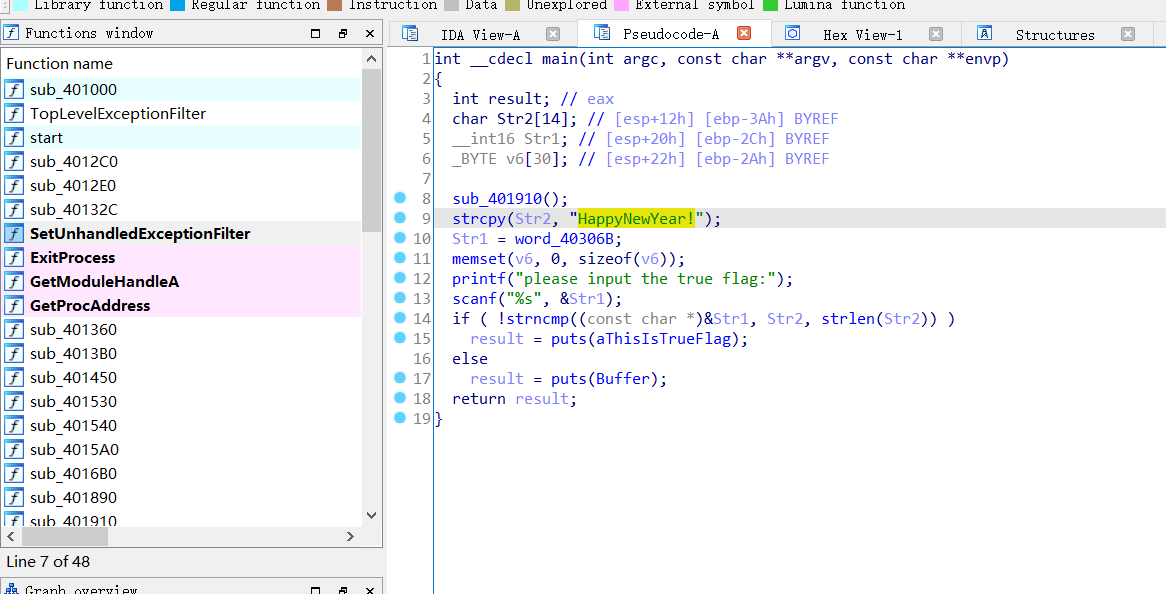 Library function Regular function Instruction Data Unexplored External symbol Lumina function
Functions window
IDA View-A Pseudocode-A Hex View-1 Structures
Function name
sub_401000
TopLevelExceptionFilter
start
sub_4012C0
sub_4012E0
sub_40132C
SetUnhandledExceptionFilter
ExitProcess
GetModuleHandleA
GetProcAddress
sub_401360
sub_4013B0
sub_401450
sub_401530
sub_401540
sub_4015A0
sub_4016B0
sub_401890
sub_401910
Line 7 of 48
Graph overview
1 int __cdecl main(int argc, const char **argv, const char **envp)
2 {
3 int result; // eax
4 char Str2[14]; // [esp+12h] [ebp-3Ah] BYREF
5 __int16 Str1; // [esp+20h] [ebp-2Ch] BYREF
6 _BYTE v6[30]; // [esp+22h] [ebp-2Ah] BYREF
7
8 sub_401910();
9 strcpy(Str2, "HappyNewYear!");
10 Str1 = word_40306B;
11 memset(v6, 0, sizeof(v6));
12 printf("please input the true flag:");
13 scanf("%s", &Str1);
14 if ( !strncmp((const char *)&Str1, Str2, strlen(Str2)) )
15 result = puts(aThisIsTrueFlag);
16 else
17 result = puts(Buffer);
18 return result;
19 }